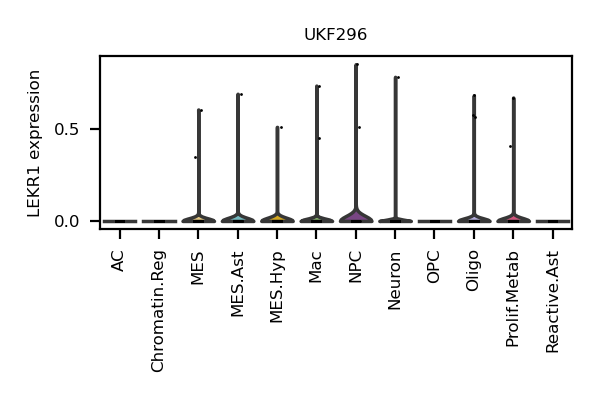 UKF296
LEKR1 expression
0.5
0.0
AC
Chromatin.Reg
MES
MES.Ast
MES.Hyp
Mac
NPC
Neuron
OPC
Oligo
Prolif.Metab
Reactive.Ast